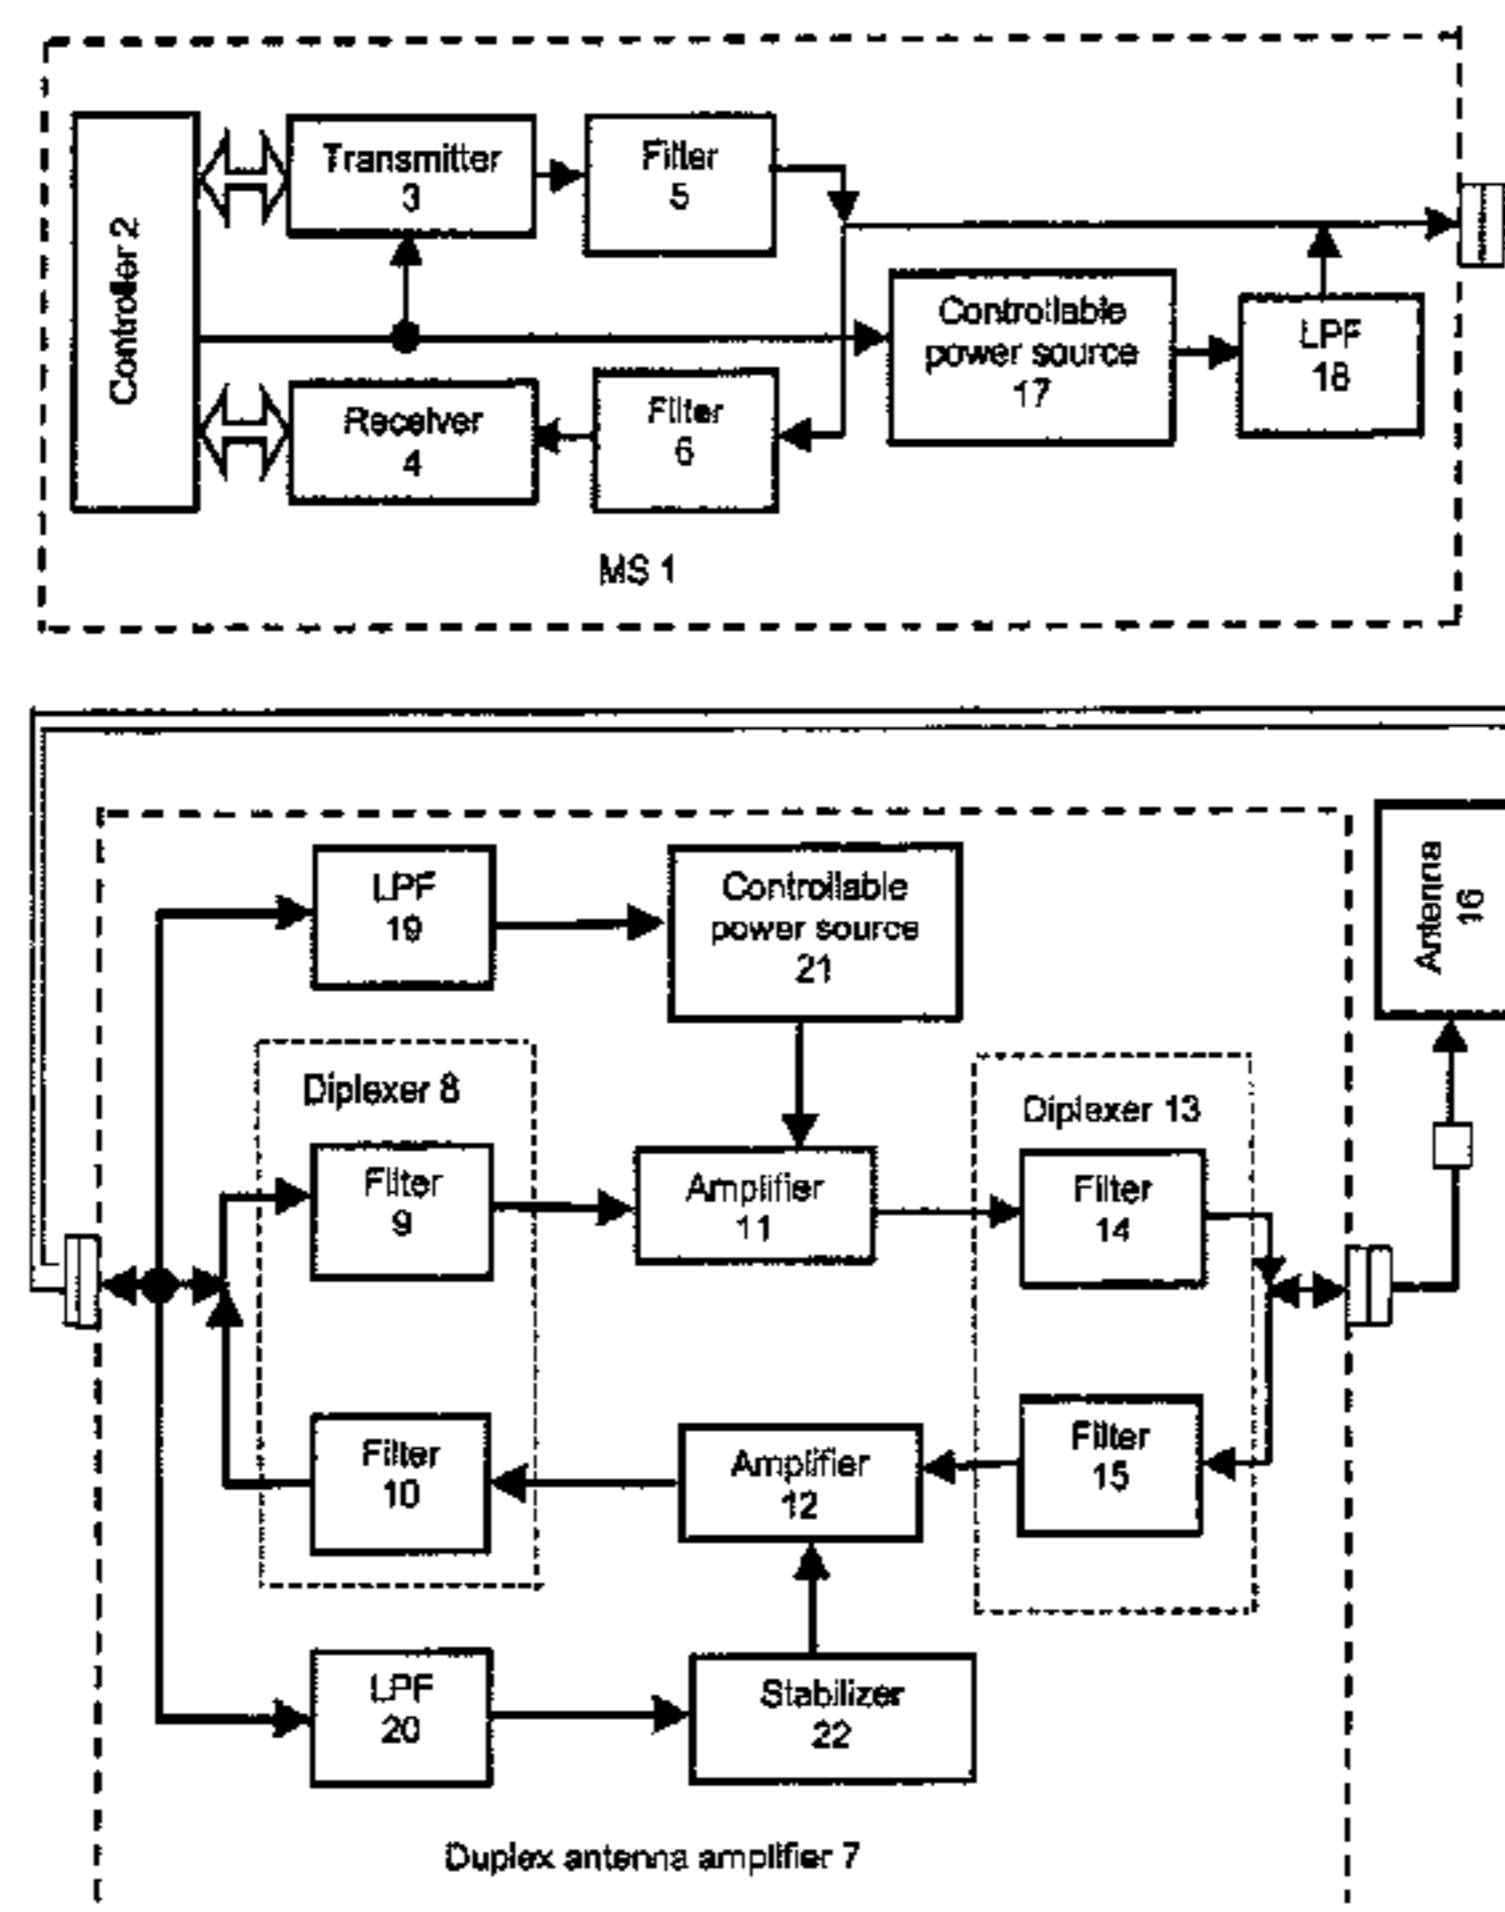 Controller 2
Transmitter
3
Filter
5
Controllable
power source
17
LPF
18
Receiver
4
Filter
6
MS 1
LPF
19
Controllable
power source
21
Antenna
16
Diplexer 8
Filter
9
Amplifier
11
Diplexer 13
Filter
14
Filter
10
Amplifier
12
Filter
15
LPF
20
Stabilizer
22
Duplex antenna amplifier 7